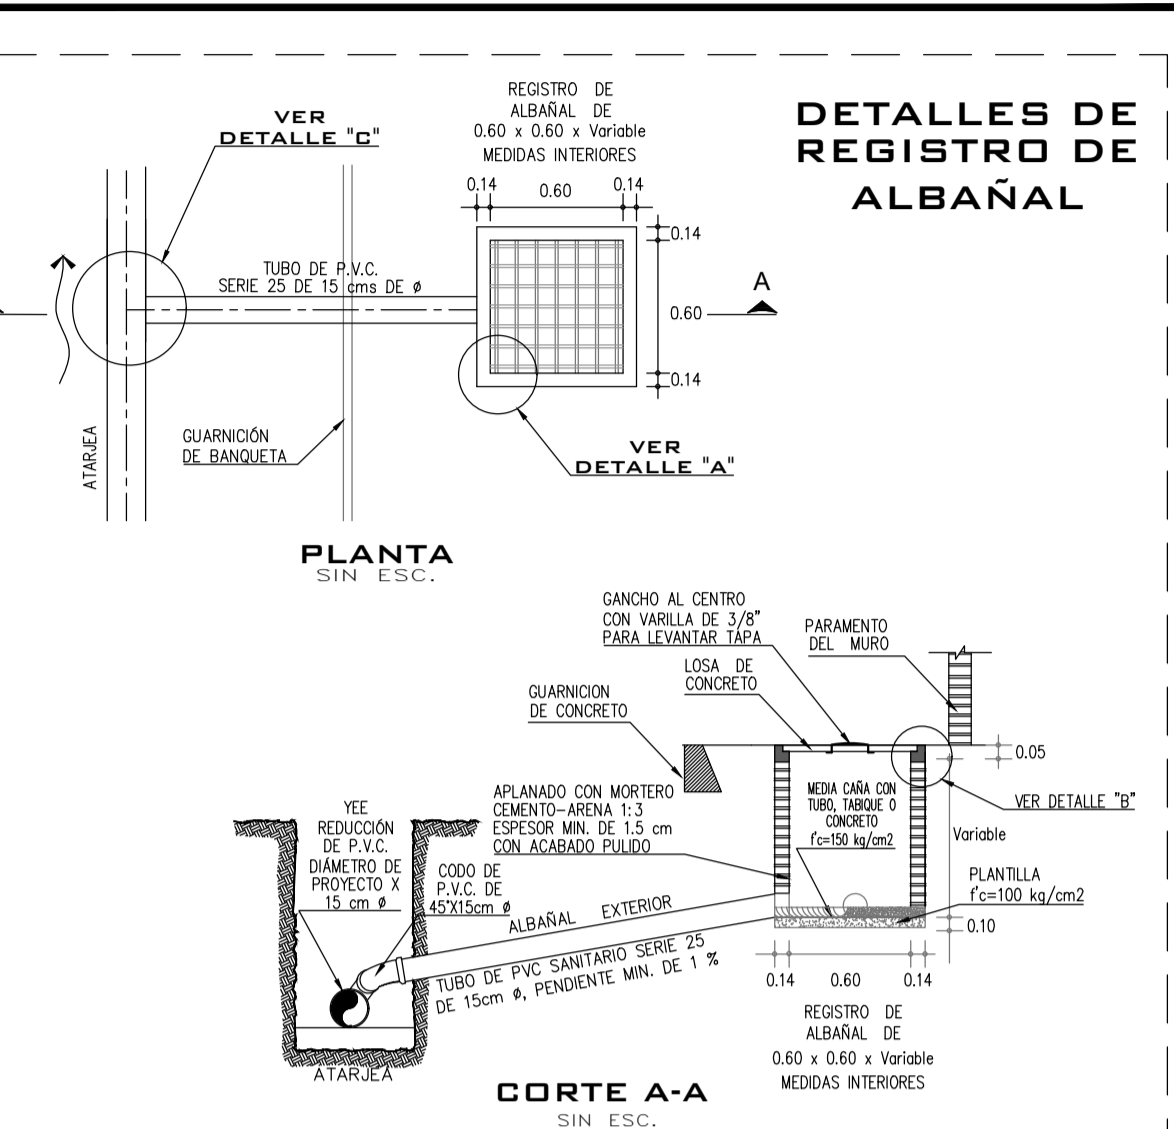 DETALLES DE
REGISTRO DE
ALBAÑAL
VER
DETALLE "C"
REGISTRO DE
ALBAÑAL DE
0.60 x 0.60 x Variable
MEDIDAS INTERIORES
0.14
0.60
0.14
0.14
0.60
0.14
A
TUBO DE P.V.C.
SERIE 25 DE 15 cms DE ø
ATARJEA
GUARNICIÓN
DE BANQUETA
VER
DETALLE "A"
PLANTA
SIN ESC.
GANCHO AL CENTRO
CON VARILLA DE 3/8"
PARA LEVANTAR TAPA
PARAMENTO
DEL MURO
LOSA DE
CONCRETO
GUARNICION
DE CONCRETO
0.05
VER DETALLE "B"
APLANADO CON MORTERO
CEMENTO-ARENA 1:3
ESPESOR MIN. DE 1.5 cm
CON ACABADO PULIDO
MEDIA CAÑA CON
TUBO, TABIQUE O
CONCRETO
f'c=150 kg/cm2
Variable
PLANTILLA
f'c=100 kg/cm2
0.10
YEE
REDUCCIÓN
DE P.V.C.
DIÁMETRO DE
PROYECTO X
15 cm ø
CODO DE
P.V.C. DE
45°X15cm ø
ALBAÑAL EXTERIOR
TUBO DE PVC SANITARIO SERIE 25
DE 15cm ø, PENDIENTE MIN. DE 1 %
0.14
0.60
0.14
REGISTRO DE
ALBAÑAL DE
0.60 x 0.60 x Variable
MEDIDAS INTERIORES
ATARJEA
CORTE A-A
SIN ESC.